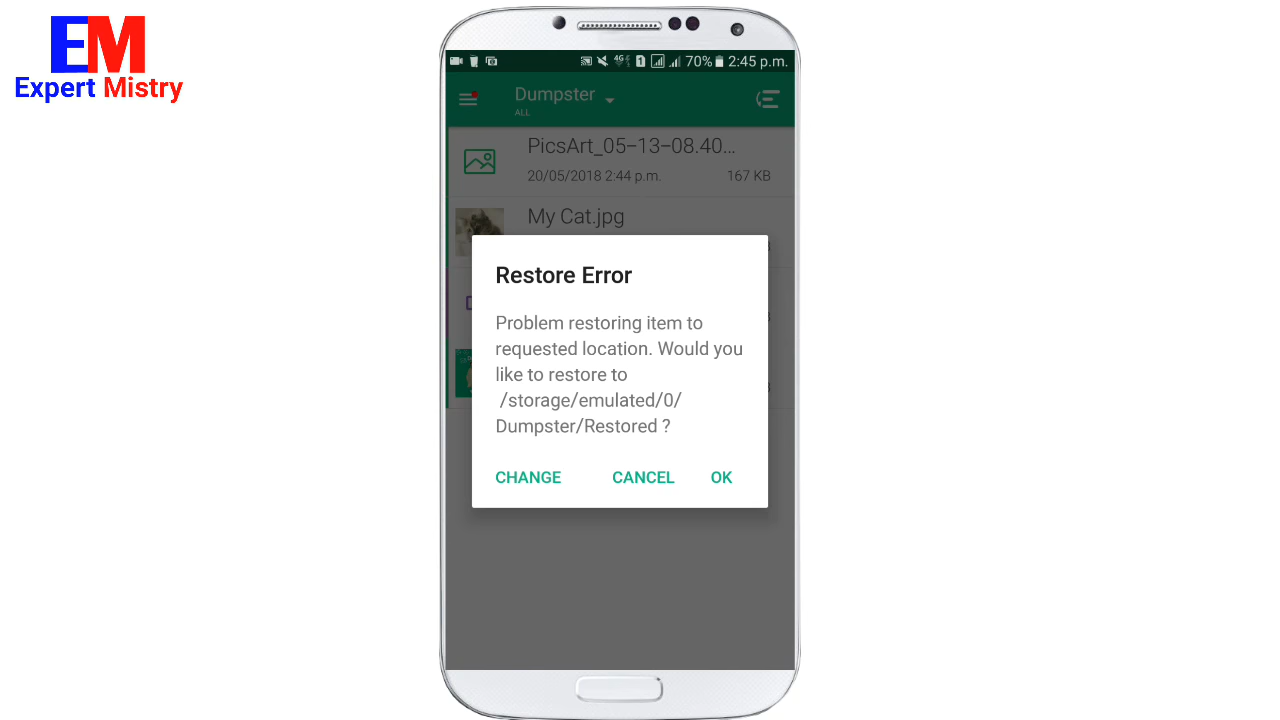 EM
Expert Mistry
4G 1 70% 2:45 p.m.
Dumpster
ALL
PicsArt_05-13-08.40...
20/05/2018 2:44 p.m. 167 KB
My Cat.jpg
Restore Error
Problem restoring item to
requested location. Would you
like to restore to
/storage/emulated/0/
Dumpster/Restored ?
CHANGE CANCEL OK